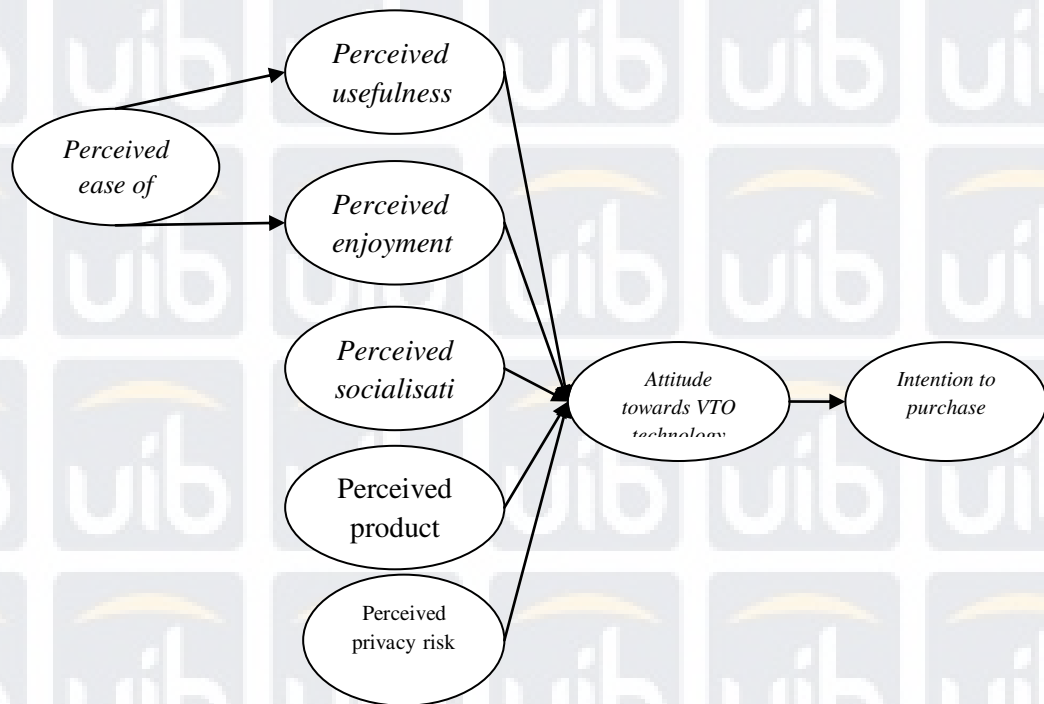 Perceived
usefulness
Perceived
ease of
Perceived
enjoyment
Perceived
socialisati
Attitude
towards VTO
technology
Intention to
purchase
Perceived
product
Perceived
privacy risk
uib